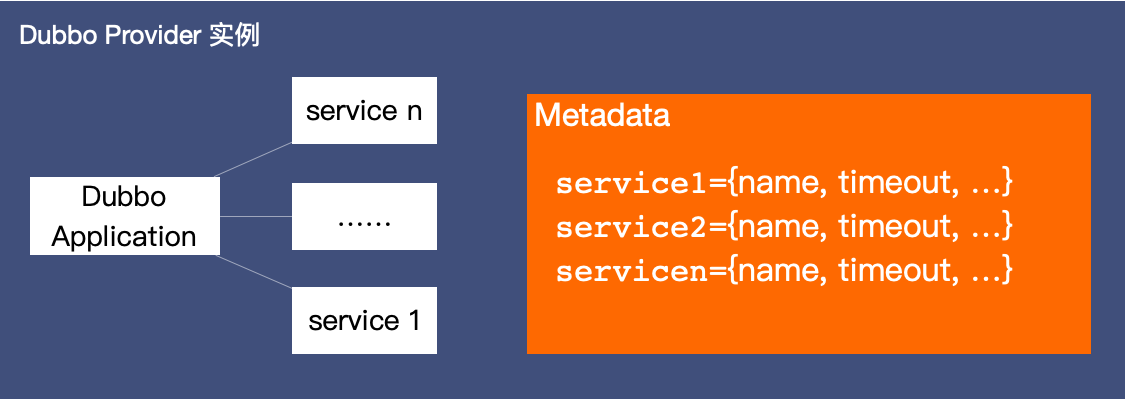 Dubbo Provider 实例
service n
Dubbo
Application
……
service 1
Metadata
service1={name, timeout, …}
service2={name, timeout, …}
servicen={name, timeout, …}